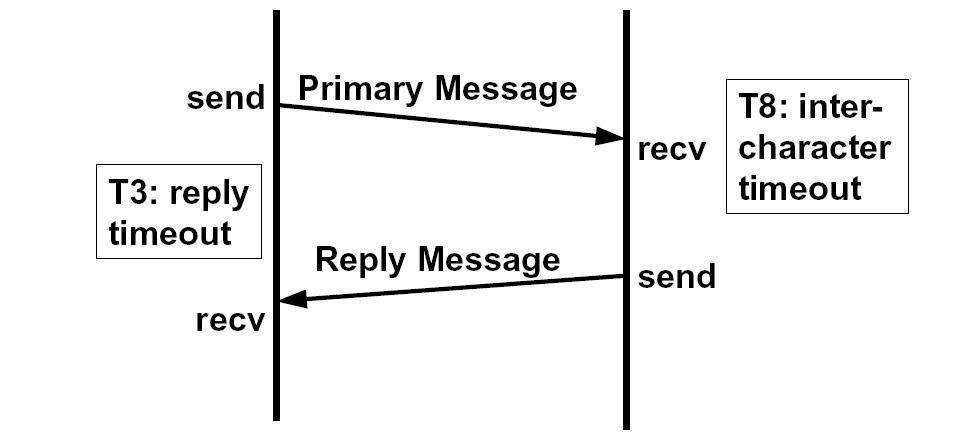 Primary Message
send
T8: inter-
character
timeout
recv
T3: reply
timeout
Reply Message
send
recv